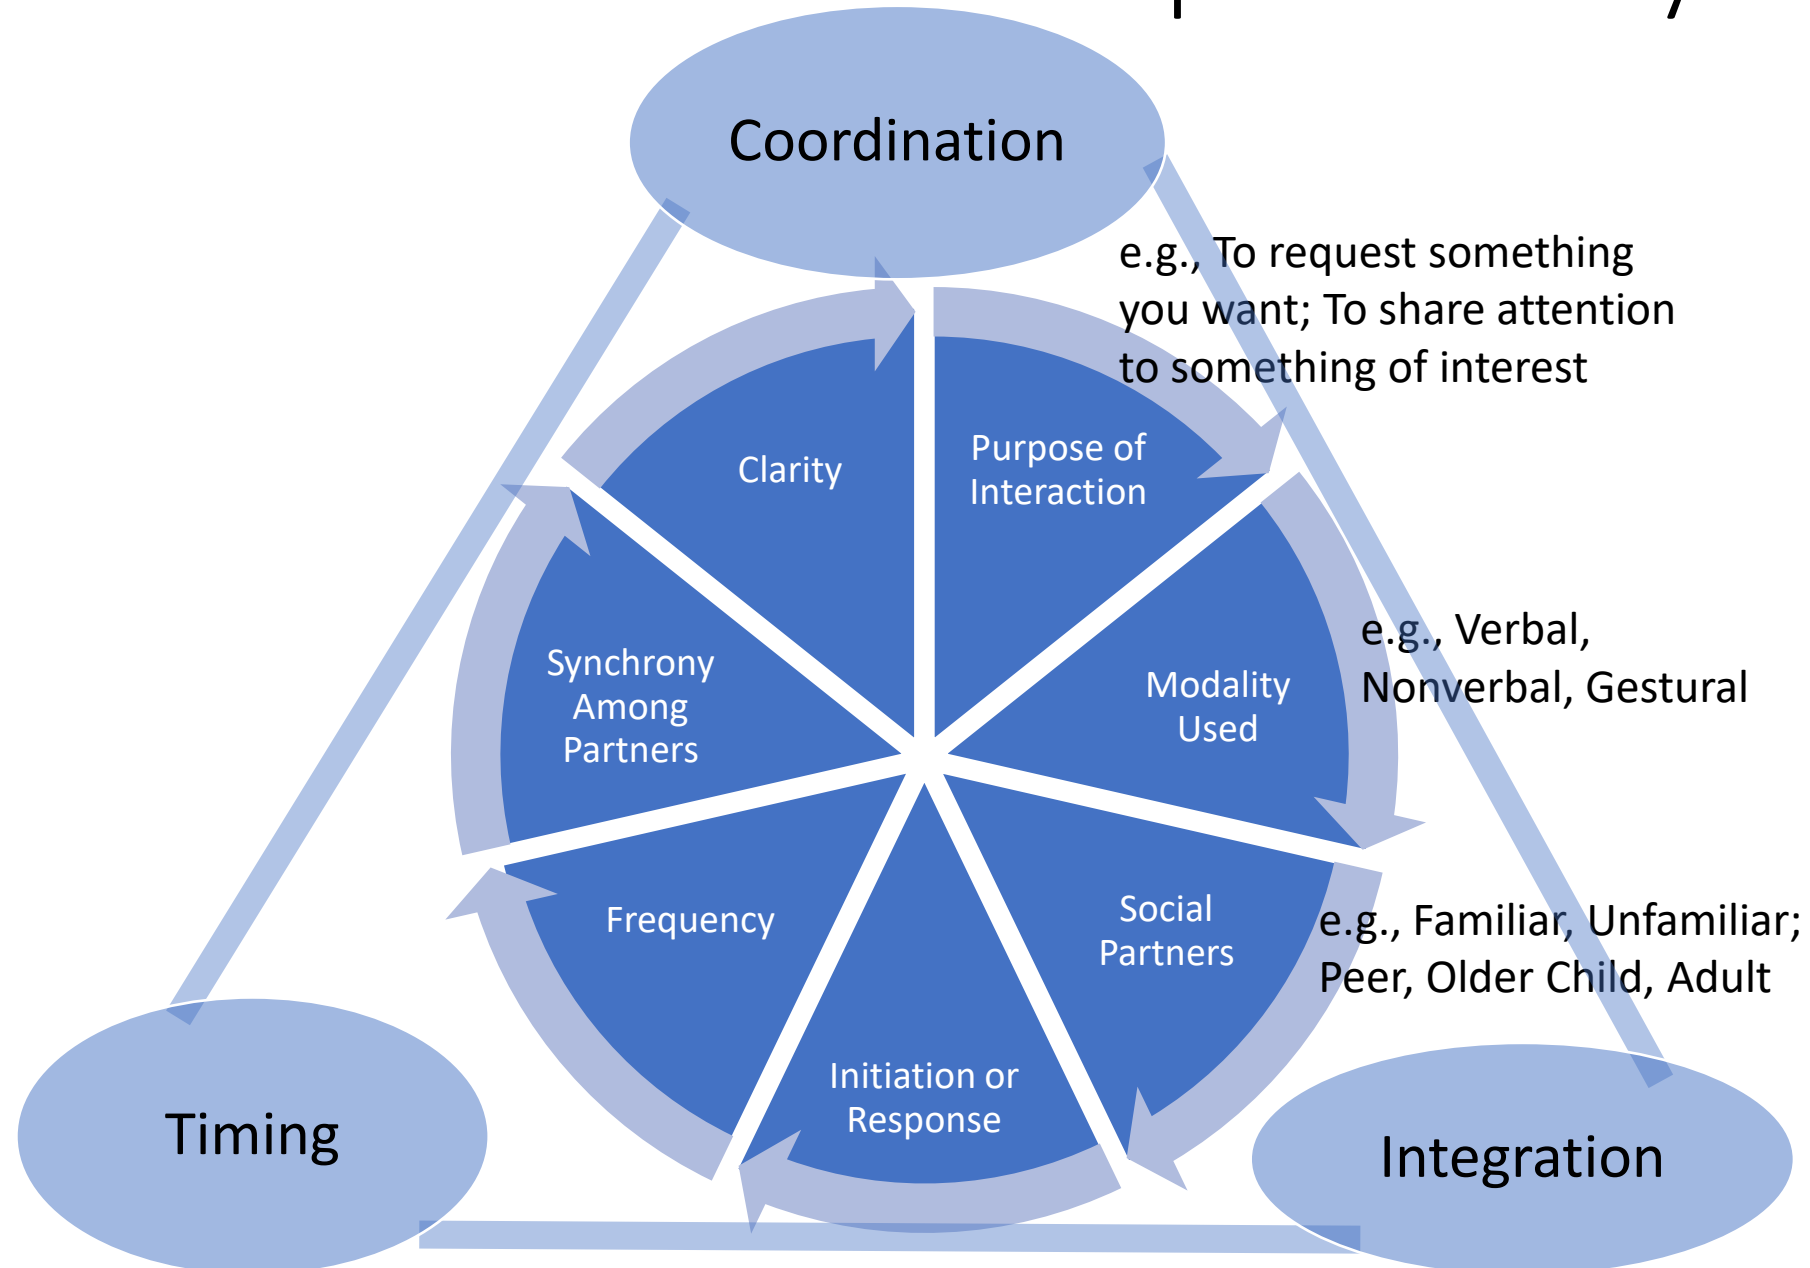 Coordination
e.g., To request something
you want; To share attention
to something of interest
Clarity
Purpose of
Interaction
e.g., Verbal,
Nonverbal, Gestural
Synchrony
Among
Partners
Modality
Used
Social
Partners
e.g., Familiar, Unfamiliar;
Peer, Older Child, Adult
Frequency
Initiation or
Response
Timing
Integration